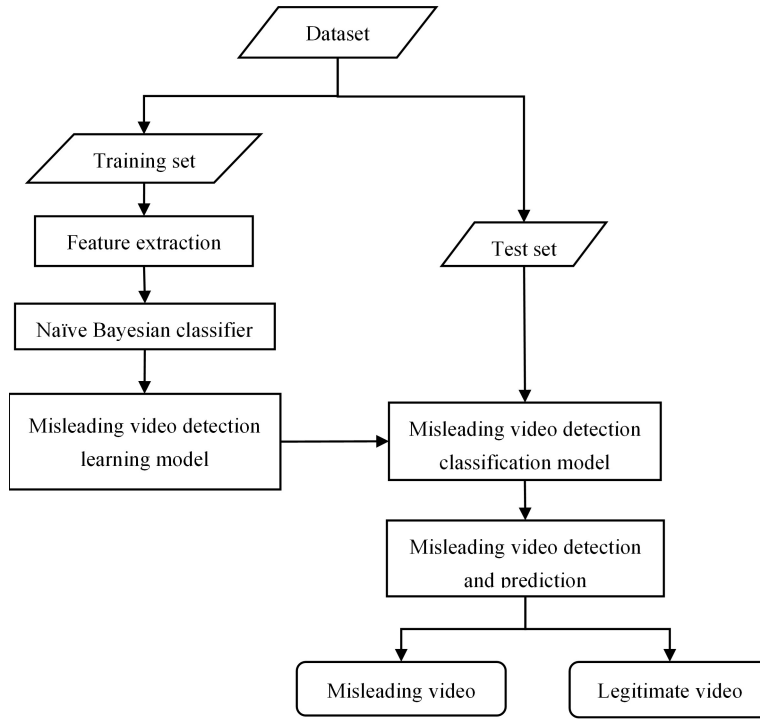 Dataset
Training set
Feature extraction
Test set
Naïve Bayesian classifier
Misleading video detection
learning model
Misleading video detection
classification model
Misleading video detection
and prediction
Misleading video
Legitimate video